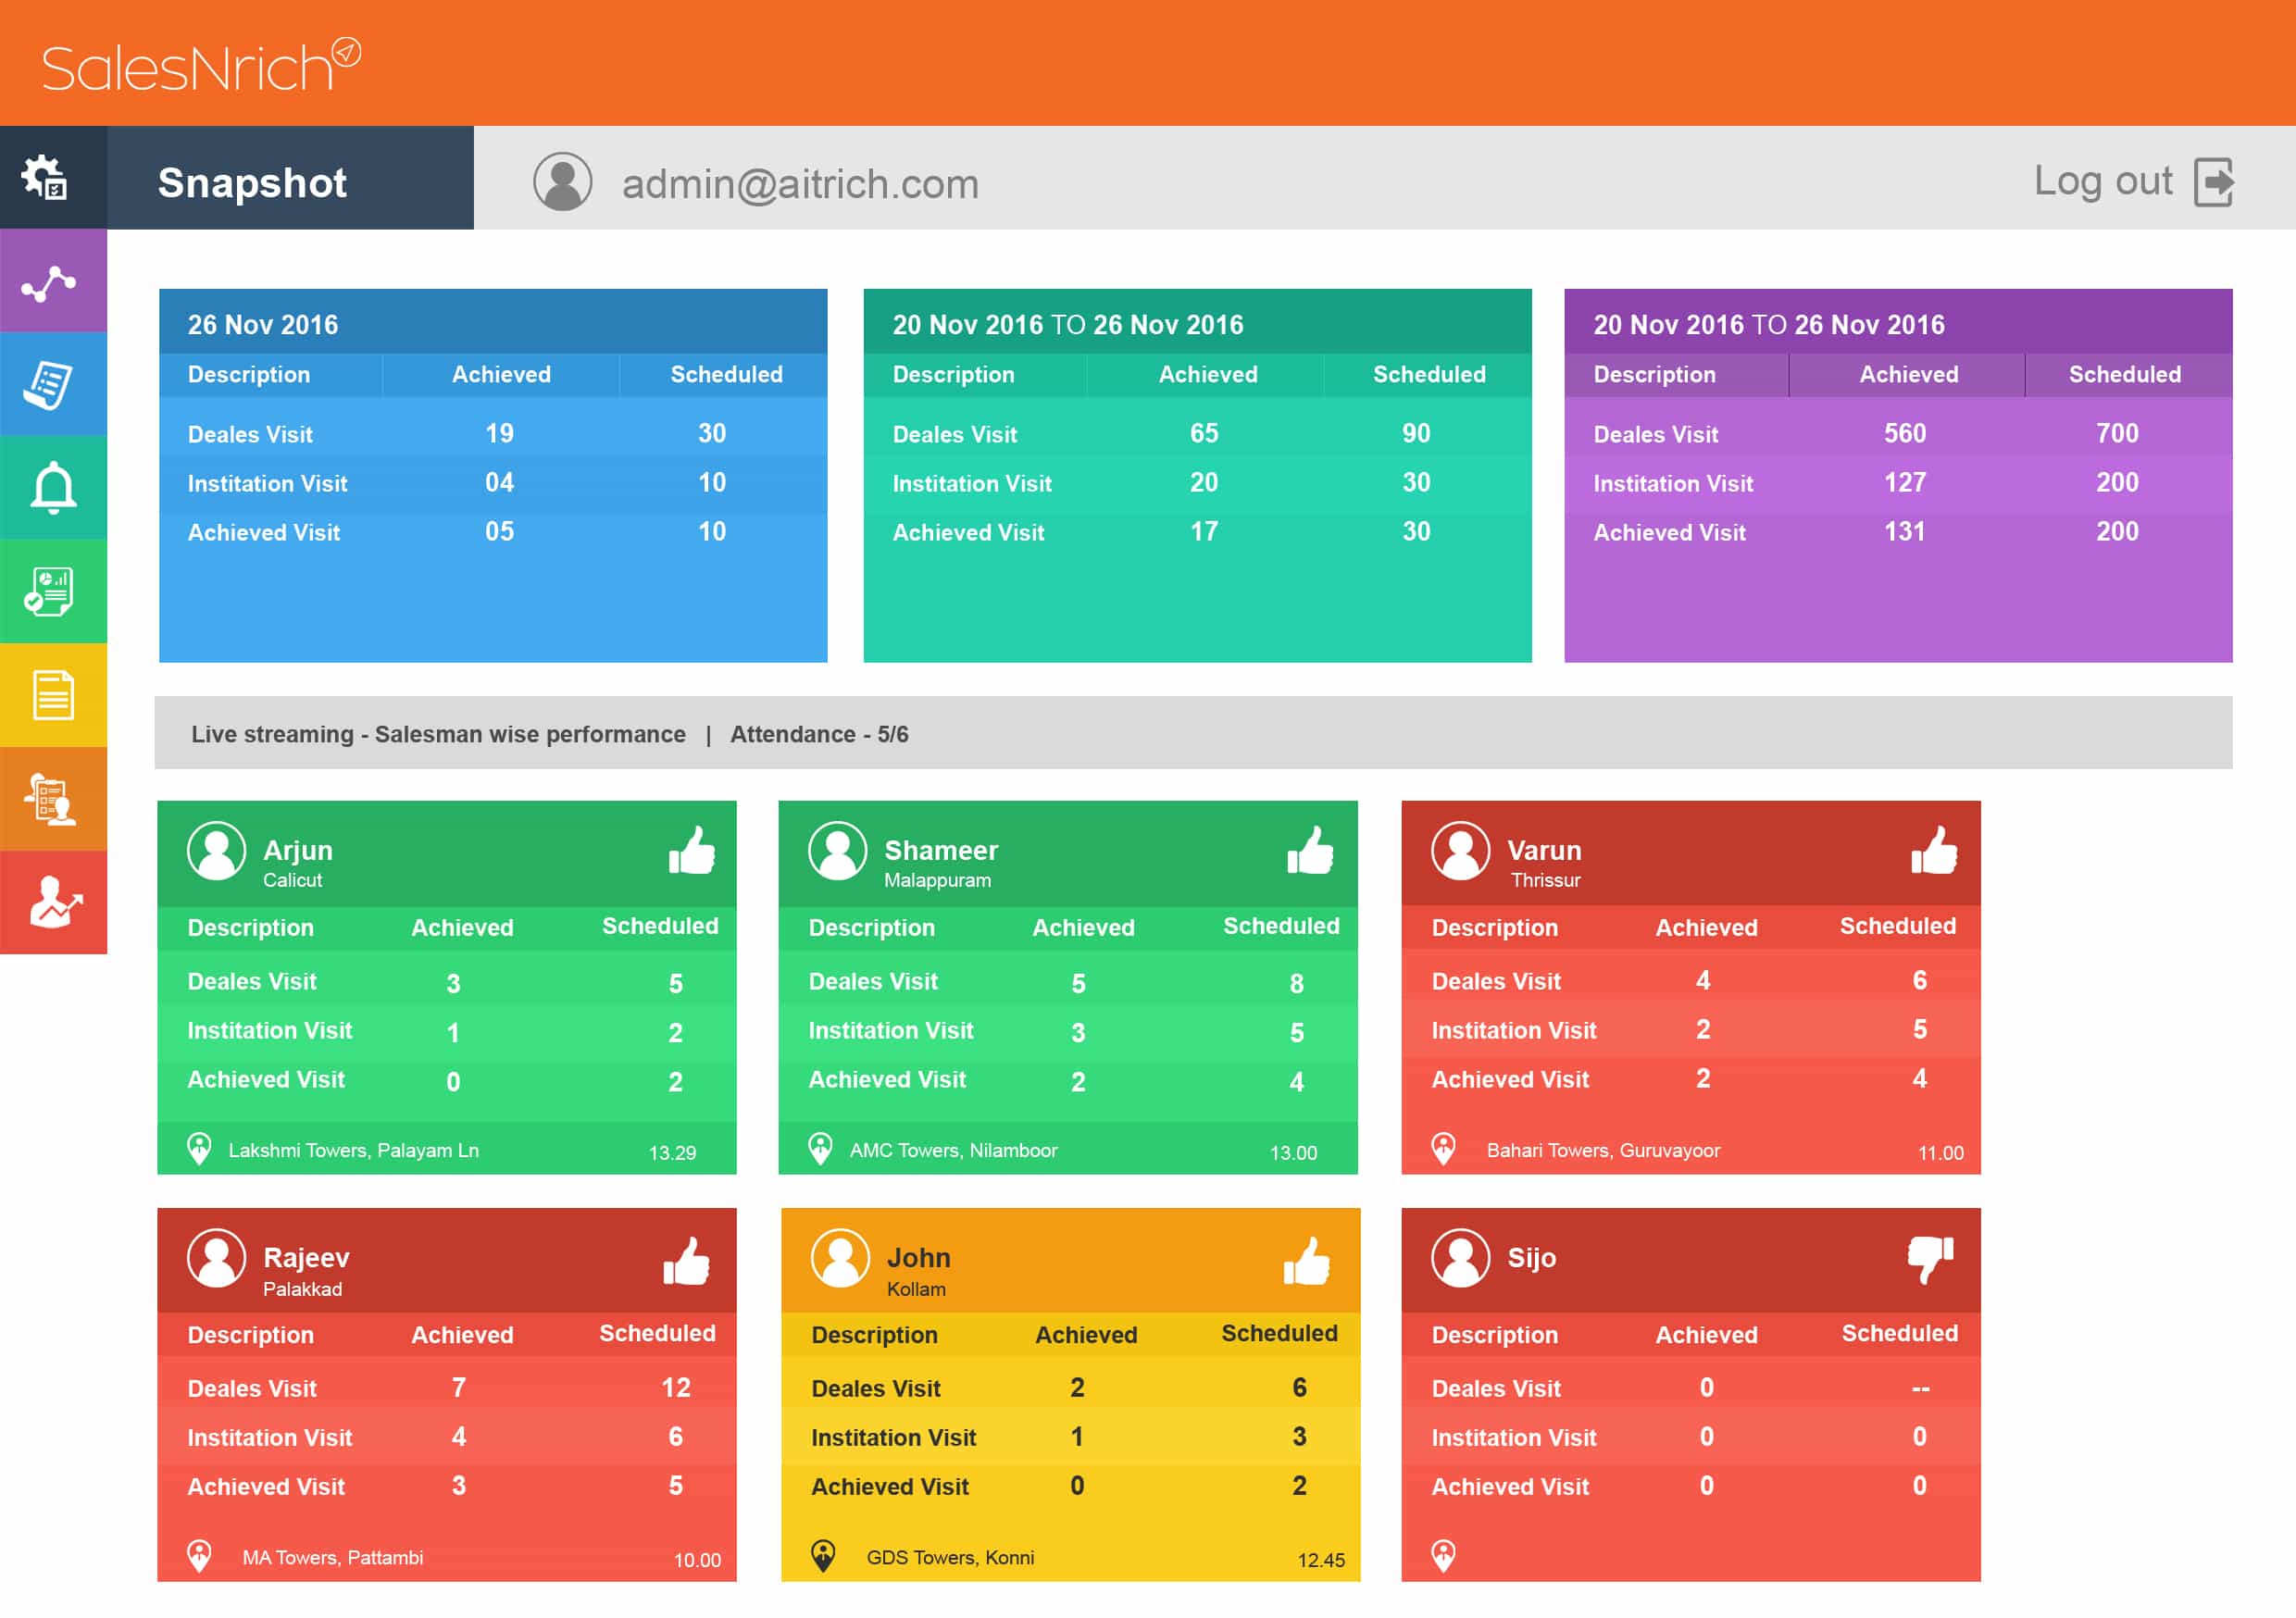 SalesNrich
Snapshot
admin@aitrich.com
Log out
26 Nov 2016
Description Achieved Scheduled
Deales Visit 19 30
Institation Visit 04 10
Achieved Visit 05 10
20 Nov 2016 TO 26 Nov 2016
Description Achieved Scheduled
Deales Visit 65 90
Institation Visit 20 30
Achieved Visit 17 30
20 Nov 2016 TO 26 Nov 2016
Description Achieved Scheduled
Deales Visit 560 700
Institation Visit 127 200
Achieved Visit 131 200
Live streaming - Salesman wise performance | Attendance - 5/6
Arjun
Calicut
Description Achieved Scheduled
Deales Visit 3 5
Institation Visit 1 2
Achieved Visit 0 2
Lakshmi Towers, Palayam Ln 13.29
Shameer
Malappuram
Description Achieved Scheduled
Deales Visit 5 8
Institation Visit 3 5
Achieved Visit 2 4
AMC Towers, Nilamboor 13.00
Varun
Thrissur
Description Achieved Scheduled
Deales Visit 4 6
Institation Visit 2 5
Achieved Visit 2 4
Bahari Towers, Guruvayoor 11.00
Rajeev
Palakkad
Description Achieved Scheduled
Deales Visit 7 12
Institation Visit 4 6
Achieved Visit 3 5
MA Towers, Pattambi 10.00
John
Kollam
Description Achieved Scheduled
Deales Visit 2 6
Institation Visit 1 3
Achieved Visit 0 2
GDS Towers, Konni 12.45
Sijo
Description Achieved Scheduled
Deales Visit 0 --
Institation Visit 0 0
Achieved Visit 0 0